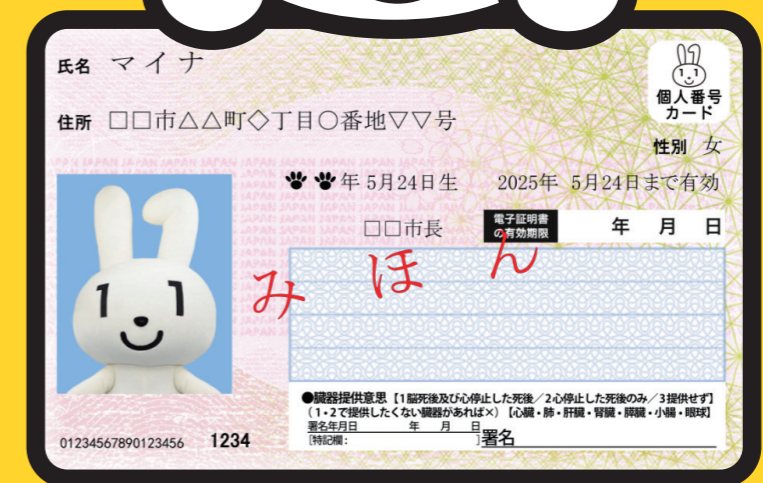 氏名 マイナ
個人番号
カード
住所 □□市△△町◇丁目○番地▽▽号
性別 女
年 5月24日生 2025年 5月24日まで有効
□□市長
電子証明書
の有効期限
年 月 日
みほん
●臓器提供意思【1脳死後及び心停止した死後／2心停止した死後のみ／3提供せず】
（1・2で提供したくない臓器があれば×）【心臓・肺・肝臓・腎臓・膵臓・小腸・眼球】
署名年月日 年 月 日
［特記欄： ］署名
01234567890123456 1234
JAPAN JAPAN JAPAN JAPAN JAPAN